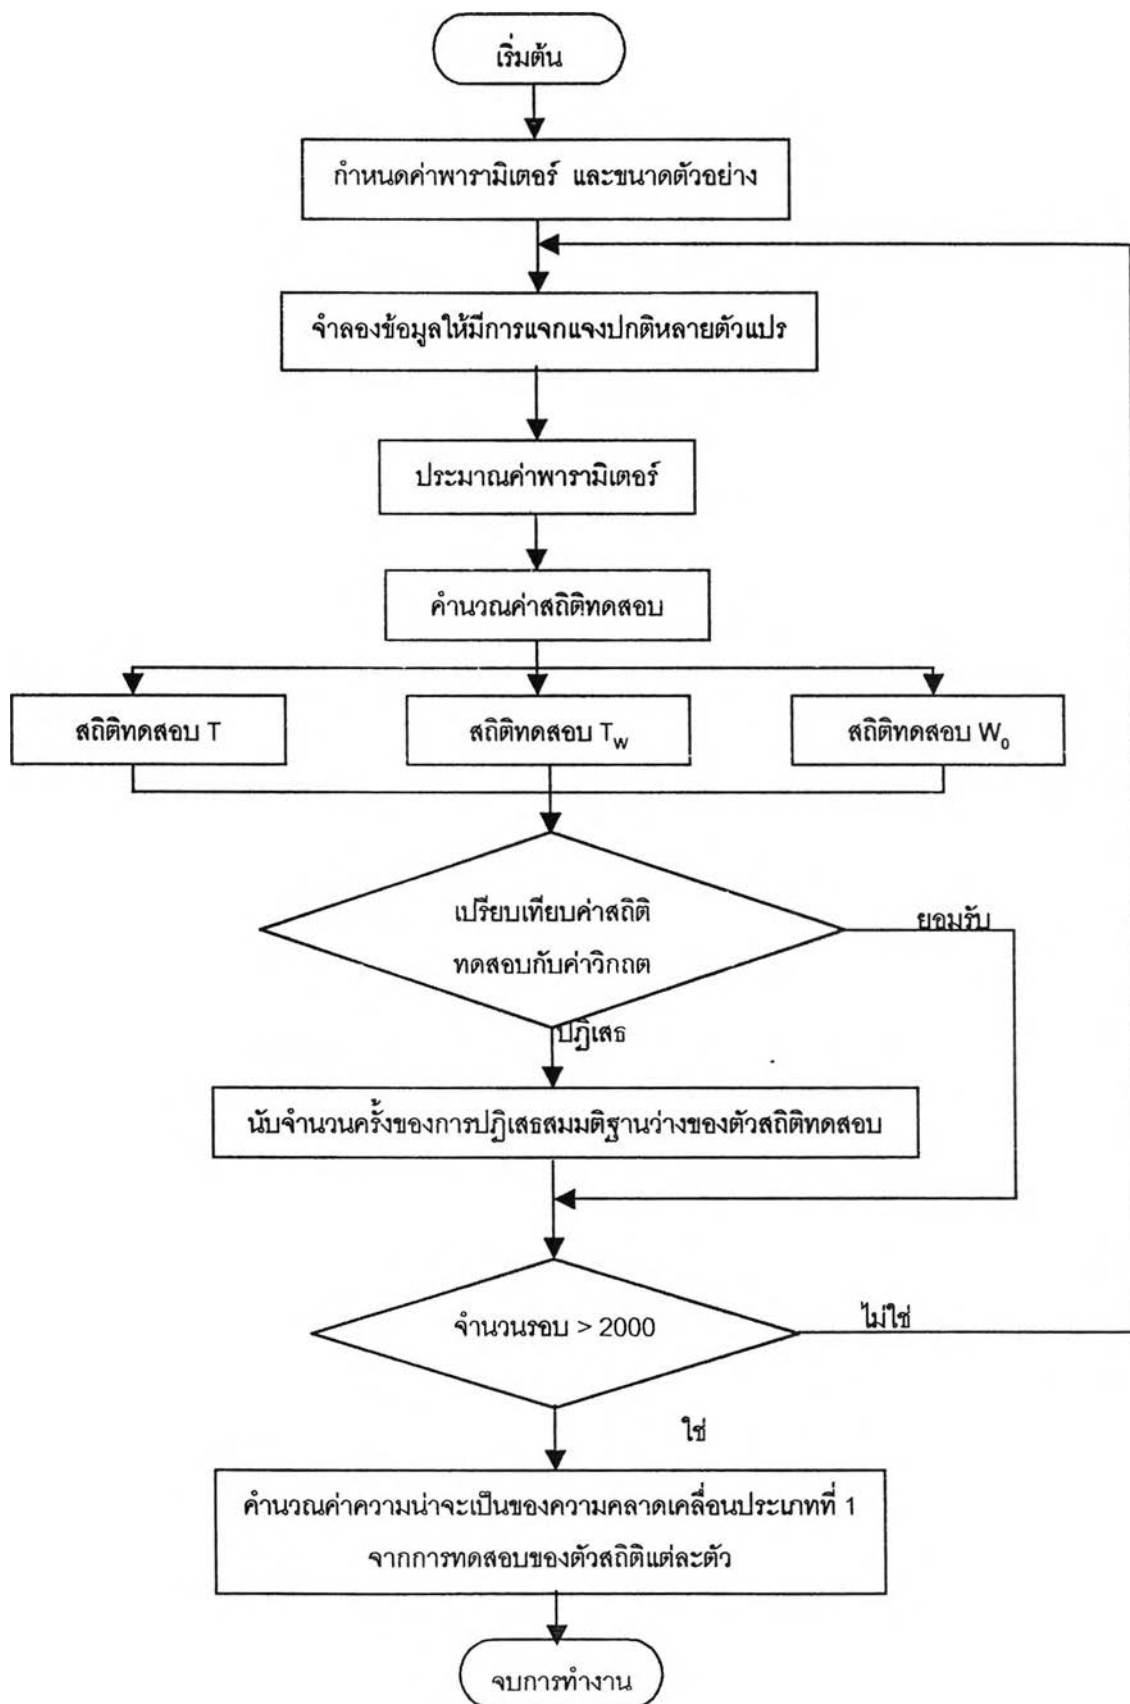 เริ่มต้น
กำหนดค่าพารามิเตอร์ และขนาดตัวอย่าง
จำลองข้อมูลให้มีการแจกแจงปกติหลายตัวแปร
ประมาณค่าพารามิเตอร์
คำนวณค่าสถิติทดสอบ
สถิติทดสอบ T
สถิติทดสอบ T_w
สถิติทดสอบ W_0
เปรียบเทียบค่าสถิติ
ทดสอบกับค่าวิกฤต
ยอมรับ
ปฏิเสธ
นับจำนวนครั้งของการปฏิเสธสมมติฐานว่างของตัวสถิติทดสอบ
จำนวนรอบ > 2000
ไม่ใช่
ใช่
คำนวณค่าความน่าจะเป็นของความคลาดเคลื่อนประเภทที่ 1
จากการทดสอบของตัวสถิติแต่ละตัว
จบการทำงาน